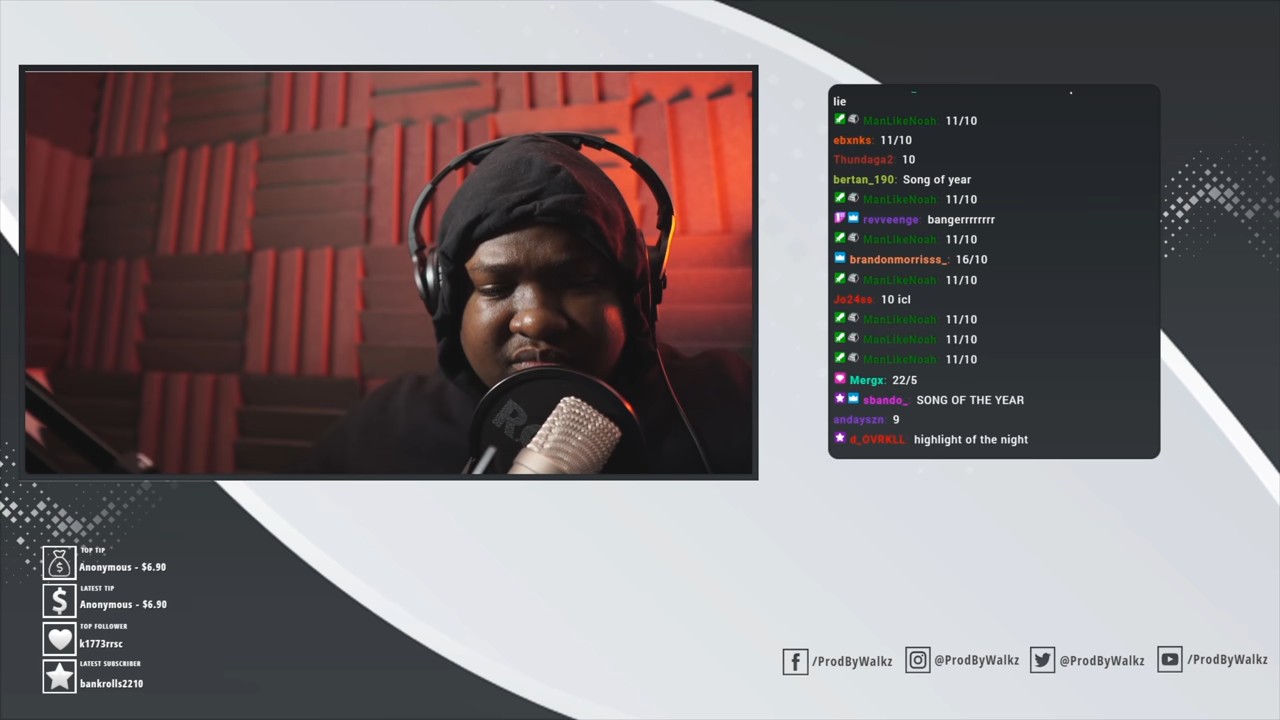 lie
ManLikeNoah 11/10
ebxnks: 11/10
Thundaga2: 10
bertan_190: Song of year
ManLikeNoah 11/10
revveenge: bangerrrrrrrr
ManLikeNoah 11/10
brandonmorrisss_: 16/10
ManLikeNoah 11/10
Jo24ss: 10 icl
ManLikeNoah 11/10
ManLikeNoah 11/10
ManLikeNoah 11/10
Mergx: 22/5
sbando_: SONG OF THE YEAR
andayszn: 9
d_OVRKLL: highlight of the night
TOP TIP
Anonymous - $6.90
LATEST TIP
Anonymous - $6.90
TOP FOLLOWER
k1773rrsc
LATEST SUBSCRIBER
bankrolls2210
/ProdByWalkz @ProdByWalkz @ProdByWalkz /ProdByWalkz